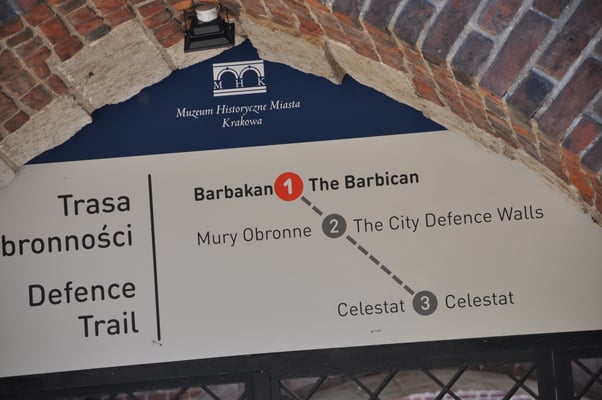 MHK
Muzeum Historyczne Miasta
Krakowa
Trasa
bronności
Defence
Trail
Barbakan 1 The Barbican
Mury Obronne 2 The City Defence Walls
Celestat 3 Celestat